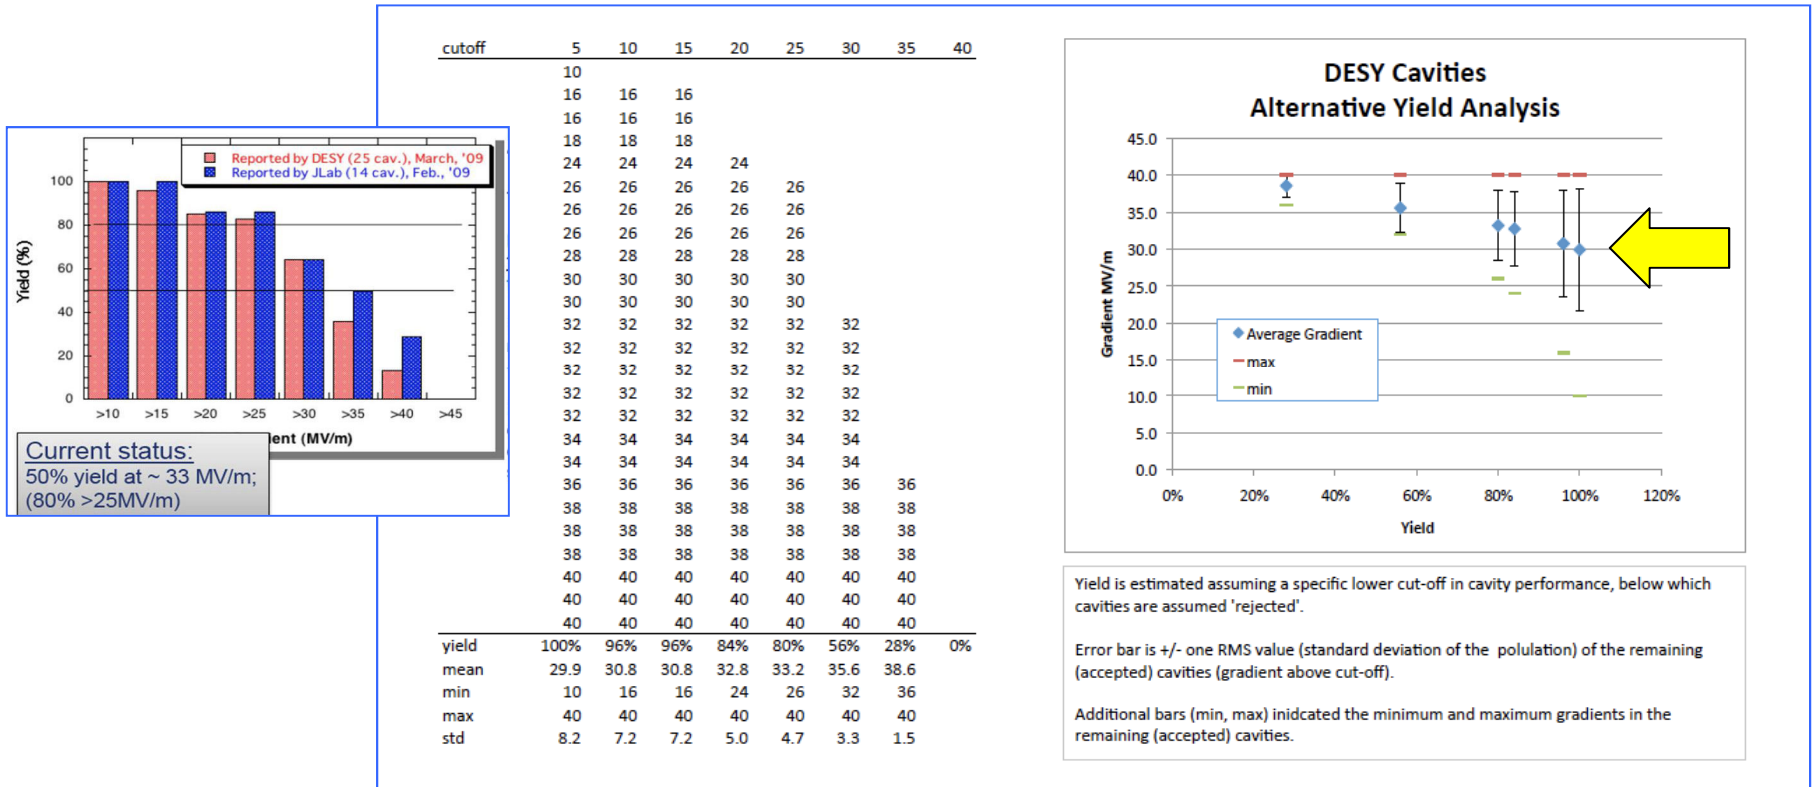 Reported by DESY (25 cav.), March, '09
Reported by JLab (14 cav.), Feb., '09
Yield (%)
100
80
60
40
20
0
>10 >15 >20 >25 >30 >35 >40 >45
ient (MV/m)
Current status:
50% yield at ~ 33 MV/m;
(80% >25MV/m)
cutoff 5 10 15 20 25 30 35 40
10
16 16 16
16 16 16
18 18 18
24 24 24 24
26 26 26 26 26
26 26 26 26 26
26 26 26 26 26
28 28 28 28 28
30 30 30 30 30
30 30 30 30 30
32 32 32 32 32 32
32 32 32 32 32 32
32 32 32 32 32 32
32 32 32 32 32 32
32 32 32 32 32 32
34 34 34 34 34 34
34 34 34 34 34 34
36 36 36 36 36 36 36
38 38 38 38 38 38 38
38 38 38 38 38 38 38
38 38 38 38 38 38 38
40 40 40 40 40 40 40
40 40 40 40 40 40 40
40 40 40 40 40 40 40
yield 100% 96% 96% 84% 80% 56% 28% 0%
mean 29.9 30.8 30.8 32.8 33.2 35.6 38.6
min 10 16 16 24 26 32 36
max 40 40 40 40 40 40 40
std 8.2 7.2 7.2 5.0 4.7 3.3 1.5
DESY Cavities
Alternative Yield Analysis
Gradient MV/m
45.0
40.0
35.0
30.0
25.0
20.0
15.0
10.0
5.0
0.0
Average Gradient
max
min
0% 20% 40% 60% 80% 100% 120%
Yield
Yield is estimated assuming a specific lower cut-off in cavity performance, below which
cavities are assumed 'rejected'.
Error bar is +/- one RMS value (standard deviation of the polulation) of the remaining
(accepted) cavities (gradient above cut-off).
Additional bars (min, max) inidcated the minimum and maximum gradients in the
remaining (accepted) cavities.